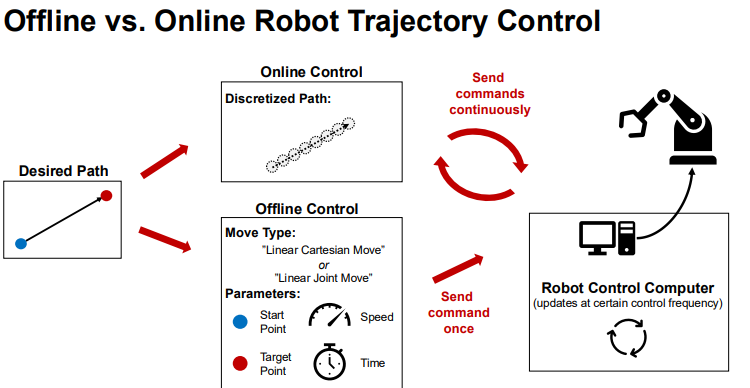 Offline vs. Online Robot Trajectory Control
Desired Path
Online Control
Discretized Path:
Send
commands
continuously
Offline Control
Move Type:
"Linear Cartesian Move"
or
"Linear Joint Move"
Parameters:
Start
Point
Speed
Target
Point
Time
Send
command
once
Robot Control Computer
(updates at certain control frequency)